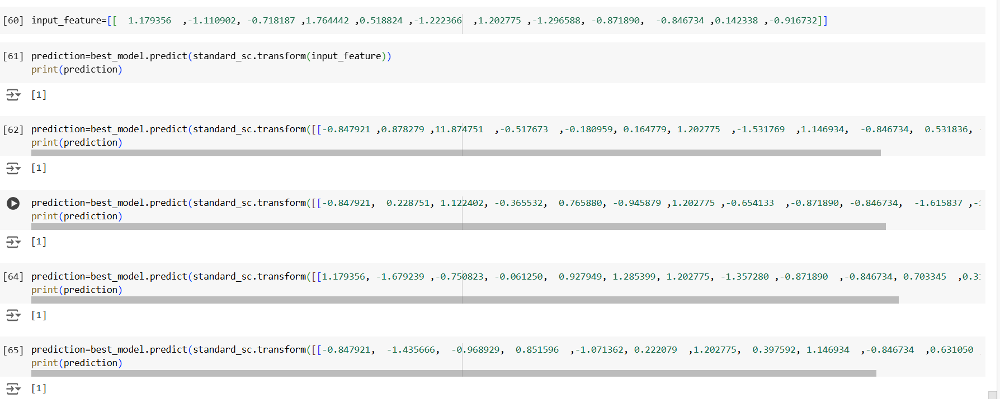 [60] input_feature=[[  1.179356  ,-1.110902, -0.718187 ,1.764442 ,0.518824 ,-1.222366  ,1.202775 ,-1.296588, -0.871890,  -0.846734 ,0.142338 ,-0.916732]]
[61] prediction=best_model.predict(standard_sc.transform(input_feature))
print(prediction)
[1]
[62] prediction=best_model.predict(standard_sc.transform([[-0.847921 ,0.878279 ,11.874751  ,-0.517673  ,-0.180959, 0.164779, 1.202775  ,-1.531769  ,1.146934,  -0.846734,  0.531836, -
print(prediction)
[1]
prediction=best_model.predict(standard_sc.transform([[-0.847921,  0.228751, 1.122402, -0.365532,  0.765880, -0.945879 ,1.202775 ,-0.654133  ,-0.871890, -0.846734,  -1.615837 ,-1
print(prediction)
[1]
[64] prediction=best_model.predict(standard_sc.transform([[1.179356, -1.679239 ,-0.750823, -0.061250,  0.927949, 1.285399, 1.202775, -1.357280 ,-0.871890  ,-0.846734, 0.703345  ,0.31
print(prediction)
[1]
[65] prediction=best_model.predict(standard_sc.transform([[-0.847921,  -1.435666,  -0.968929,  0.851596  ,-1.071362, 0.222079  ,1.202775,  0.397592, 1.146934  ,-0.846734  ,0.631050 ,
print(prediction)
[1]